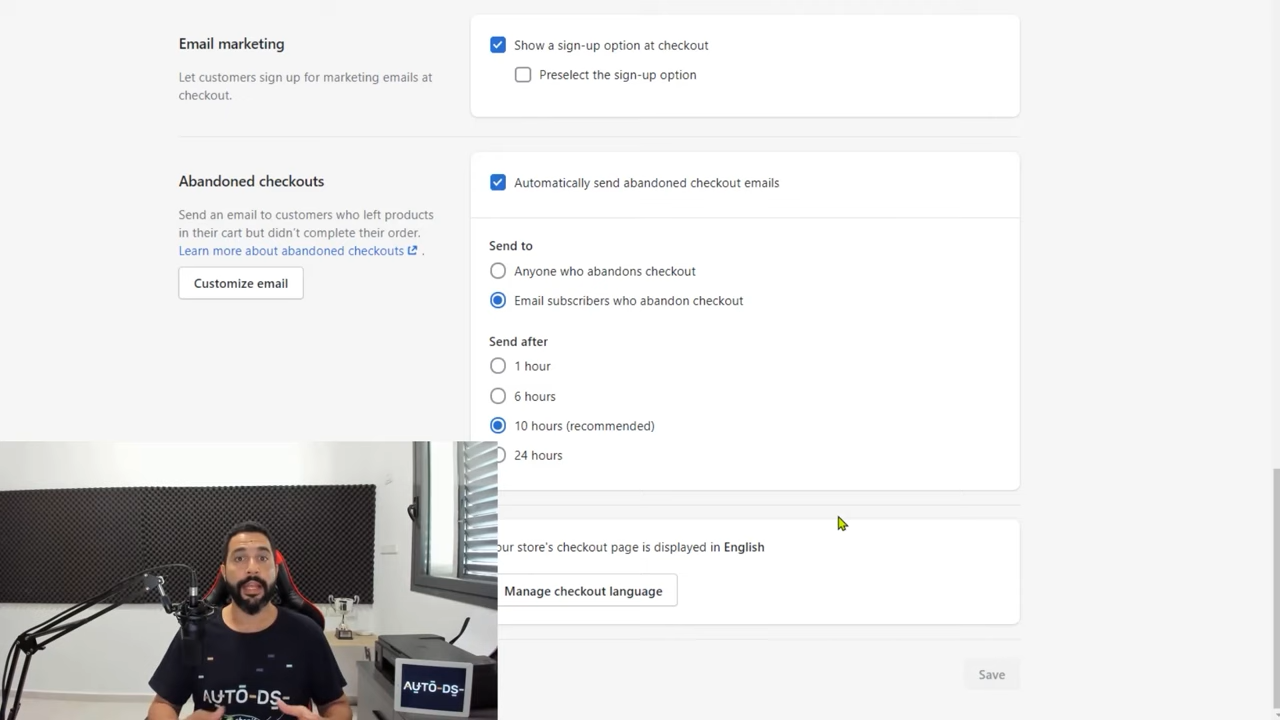 Email marketing
Let customers sign up for marketing emails at
checkout.
Show a sign-up option at checkout
Preselect the sign-up option
Abandoned checkouts
Send an email to customers who left products
in their cart but didn't complete their order.
Learn more about abandoned checkouts .
Customize email
Automatically send abandoned checkout emails
Send to
Anyone who abandons checkout
Email subscribers who abandon checkout
Send after
1 hour
6 hours
10 hours (recommended)
24 hours
our store's checkout page is displayed in English
Manage checkout language
Save
AUTO-DS-
AUTO-DS-